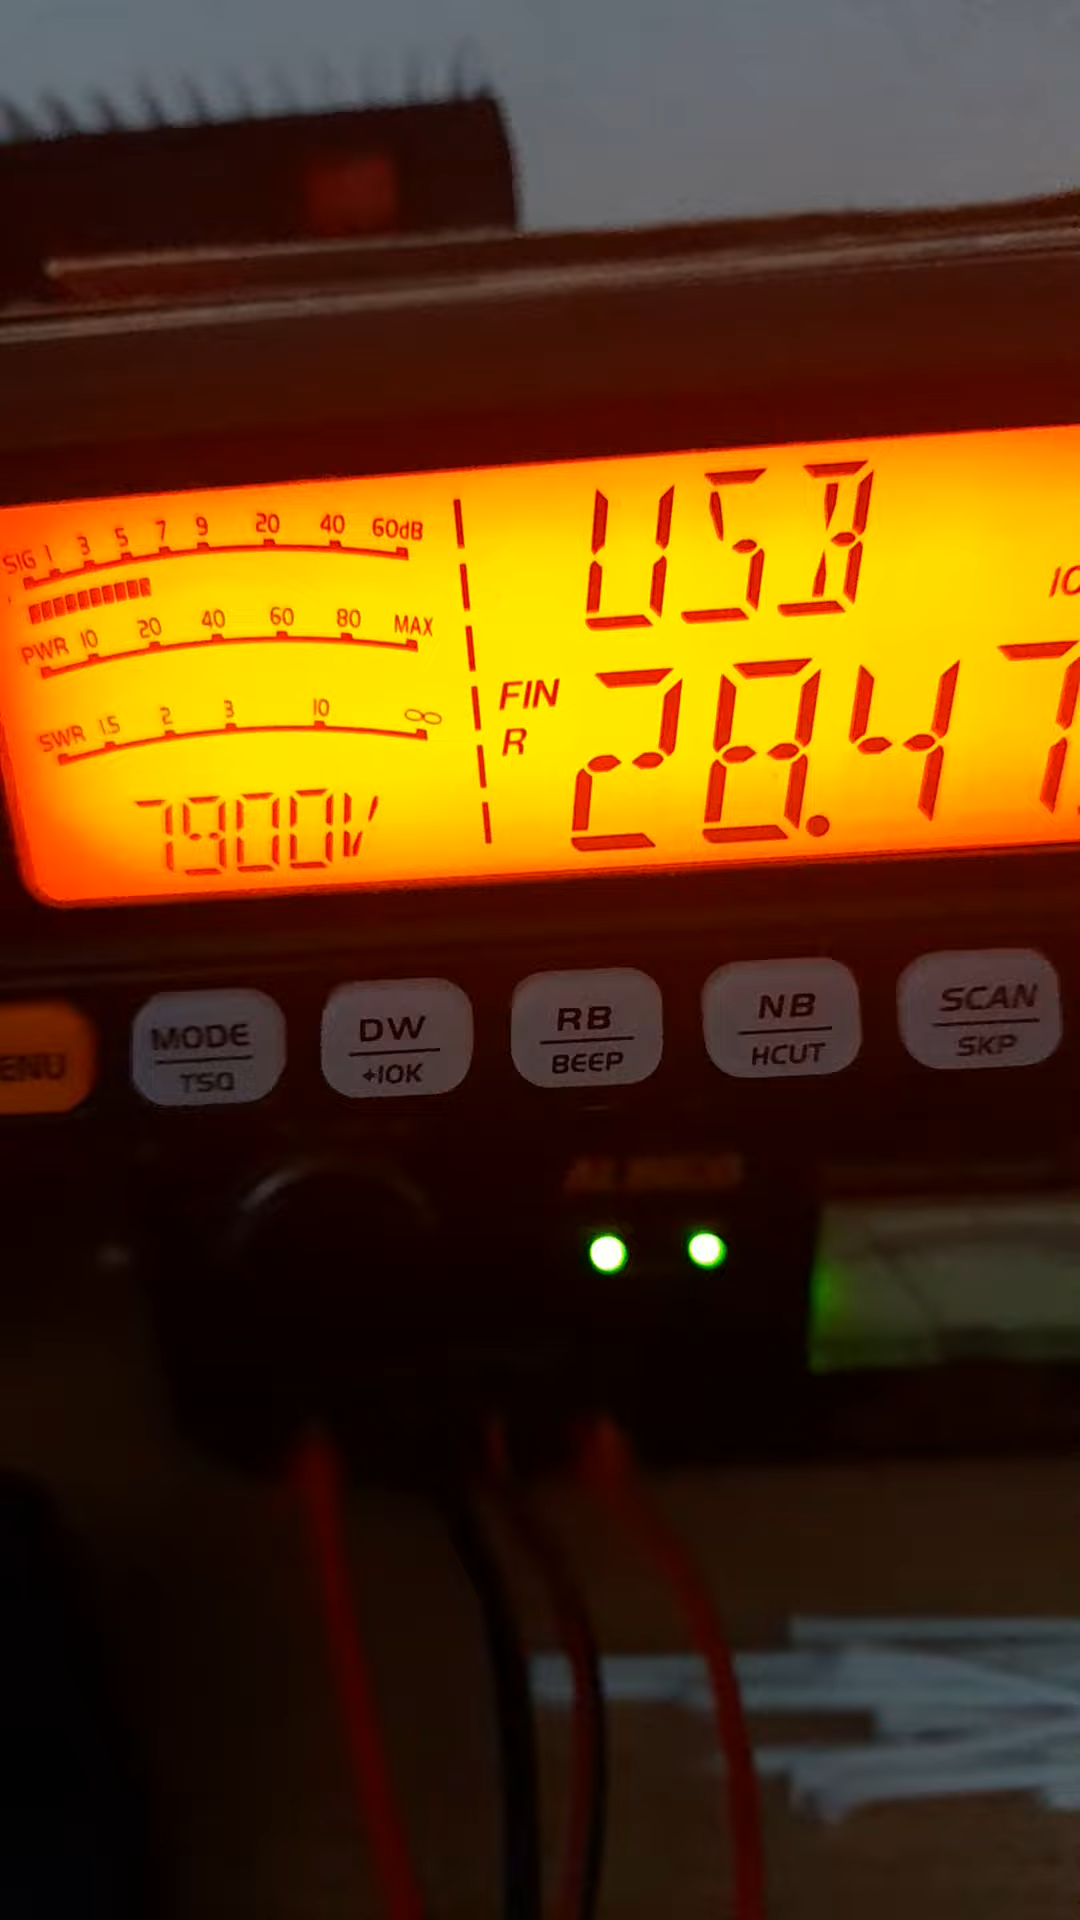 SIG 1 3 5 7 9 20 40 60dB
PWR 10 20 40 60 80 MAX
SWR 1.5 2 3 10 ∞
7900V
USB
FIN
R
28.47
MODE
TSQ
DW
+10K
RB
BEEP
NB
HCUT
SCAN
SKP
ALINCO